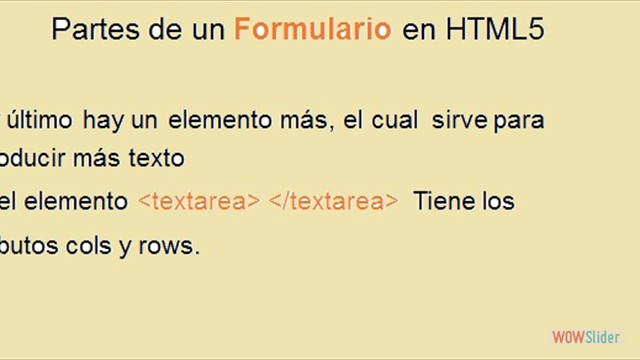 Partes de un Formulario en HTML5
último hay un elemento más, el cual sirve para
oducir más texto
el elemento <textarea> </textarea> Tiene los
butos cols y rows.
WOWSlider